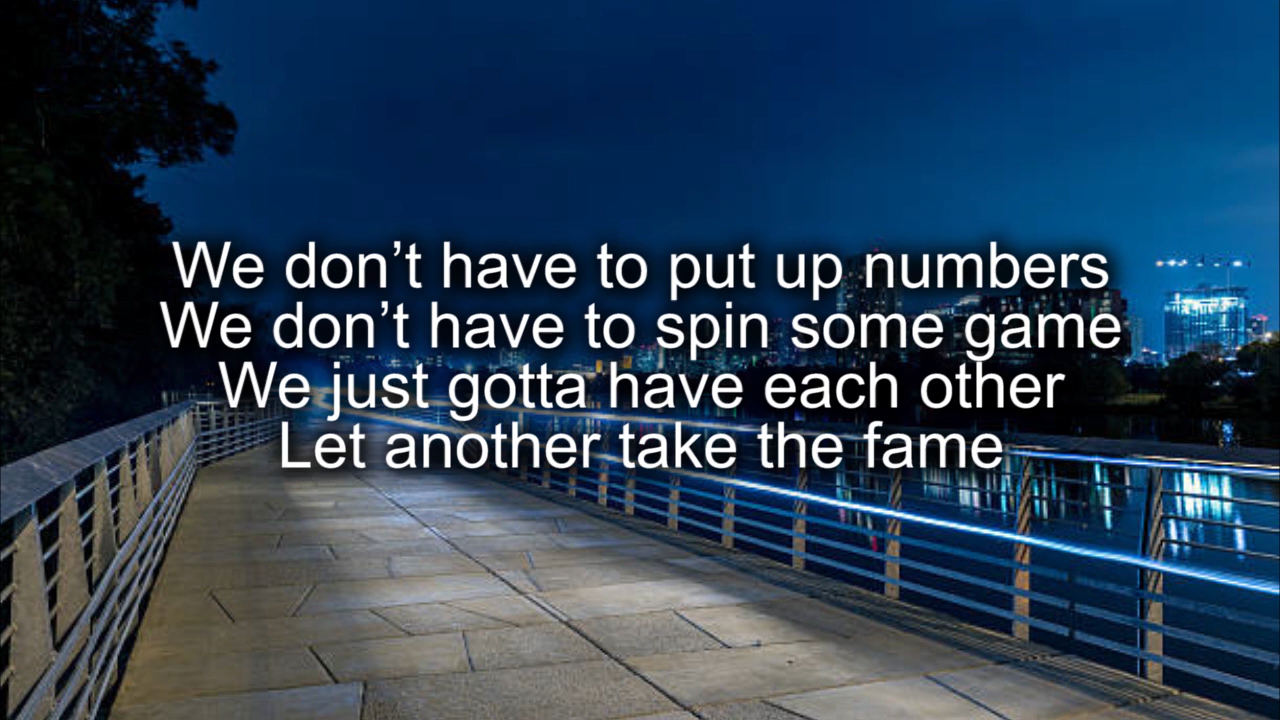 We don’t have to put up numbers
We don’t have to spin some game
We just gotta have each other
Let another take the fame